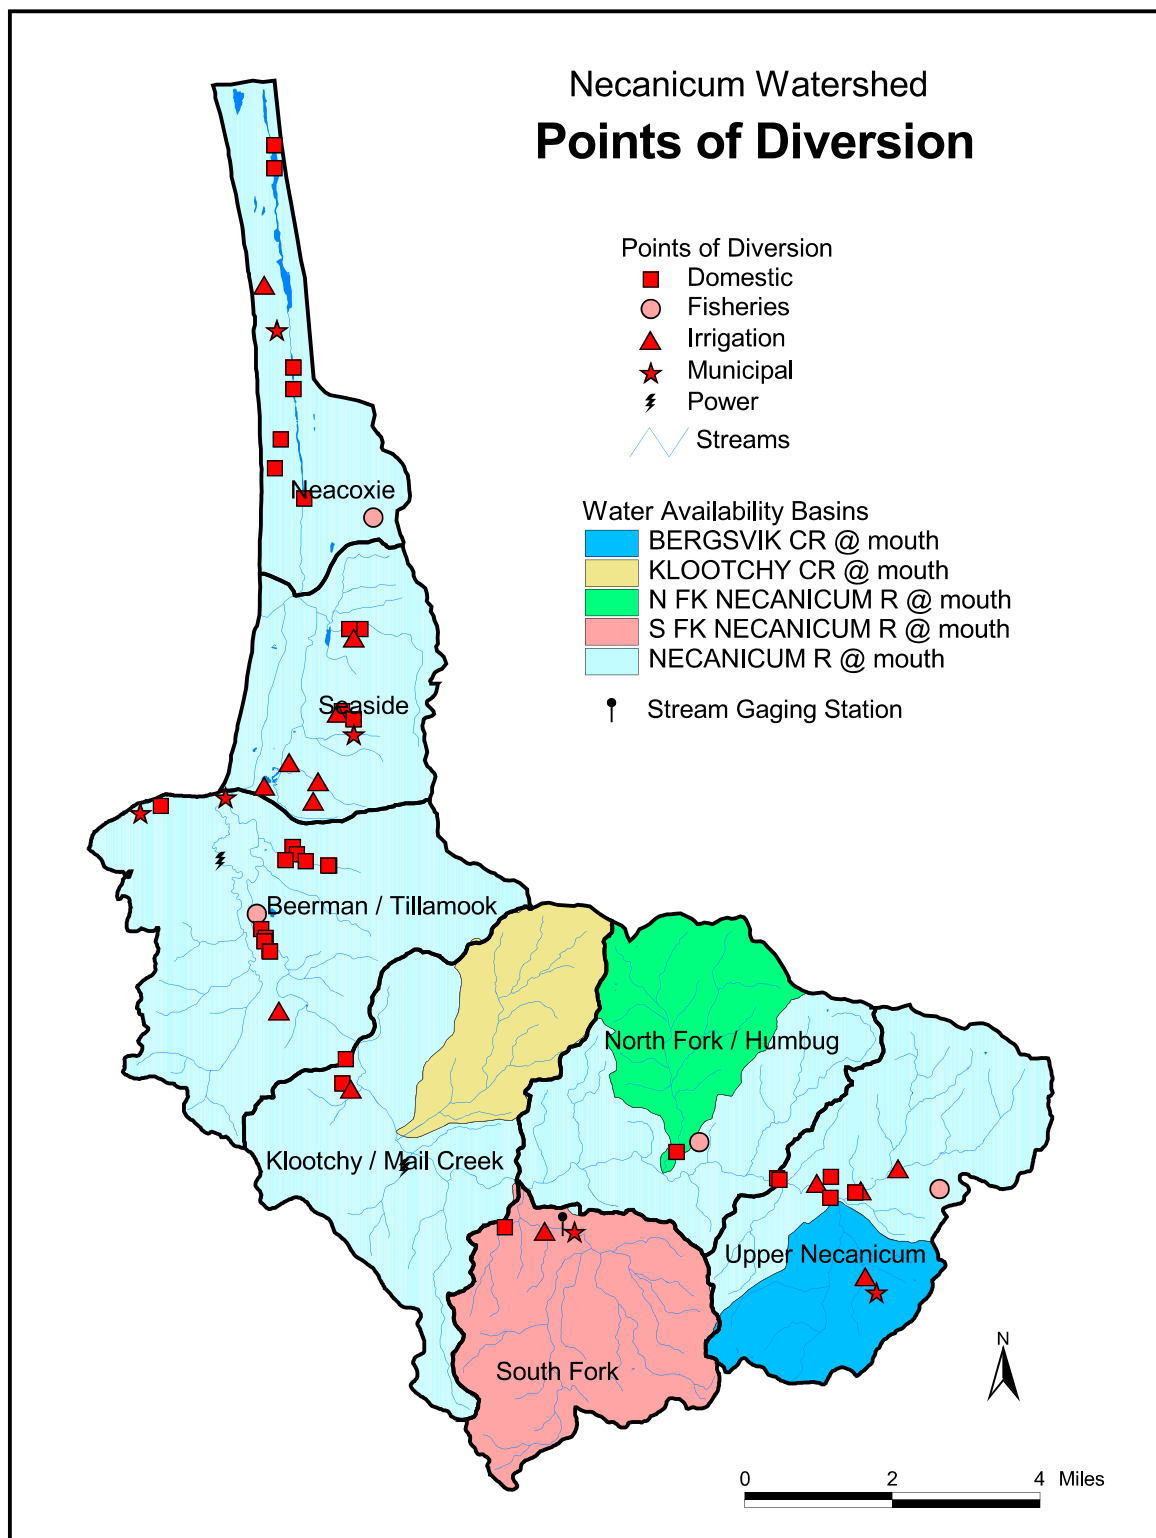 Necanicum Watershed
Points of Diversion
Points of Diversion
Domestic
Fisheries
Irrigation
Municipal
Power
Streams
Water Availability Basins
BERGSVIK CR @ mouth
KLOOTCHY CR @ mouth
N FK NECANICUM R @ mouth
S FK NECANICUM R @ mouth
NECANICUM R @ mouth
Stream Gaging Station
Neacoxie
Seaside
Beerman / Tillamook
North Fork / Humbug
Klootchy / Mail Creek
Upper Necanicum
South Fork
N
0 2 4 Miles